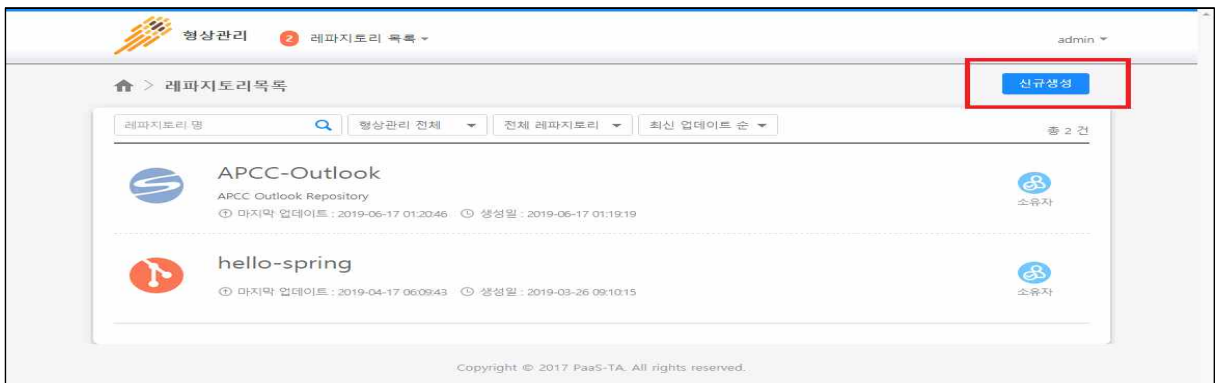 형상관리 2 레파지토리 목록 admin
> 레파지토리목록 신규생성
레파지토리 명 형상관리 전체 전체 레파지토리 최신 업데이트 순 총 2 건
APCC-Outlook
APCC Outlook Repository
마지막 업데이트 : 2019-06-17 01:20:46 생성일 : 2019-06-17 01:19:19
소유자
hello-spring
마지막 업데이트 : 2019-04-17 06:09:43 생성일 : 2019-03-26 09:10:15
소유자
Copyright © 2017 PaaS-TA. All rights reserved.